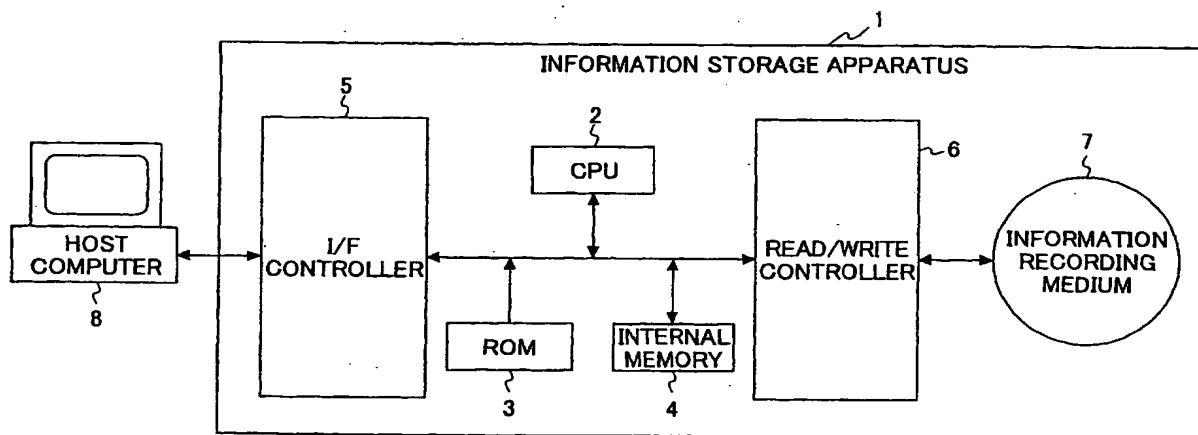 1
INFORMATION STORAGE APPARATUS
5
2
CPU
6
7
HOST
COMPUTER
8
I/F
CONTROLLER
READ/WRITE
CONTROLLER
INFORMATION
RECORDING
MEDIUM
ROM
3
INTERNAL
MEMORY
4